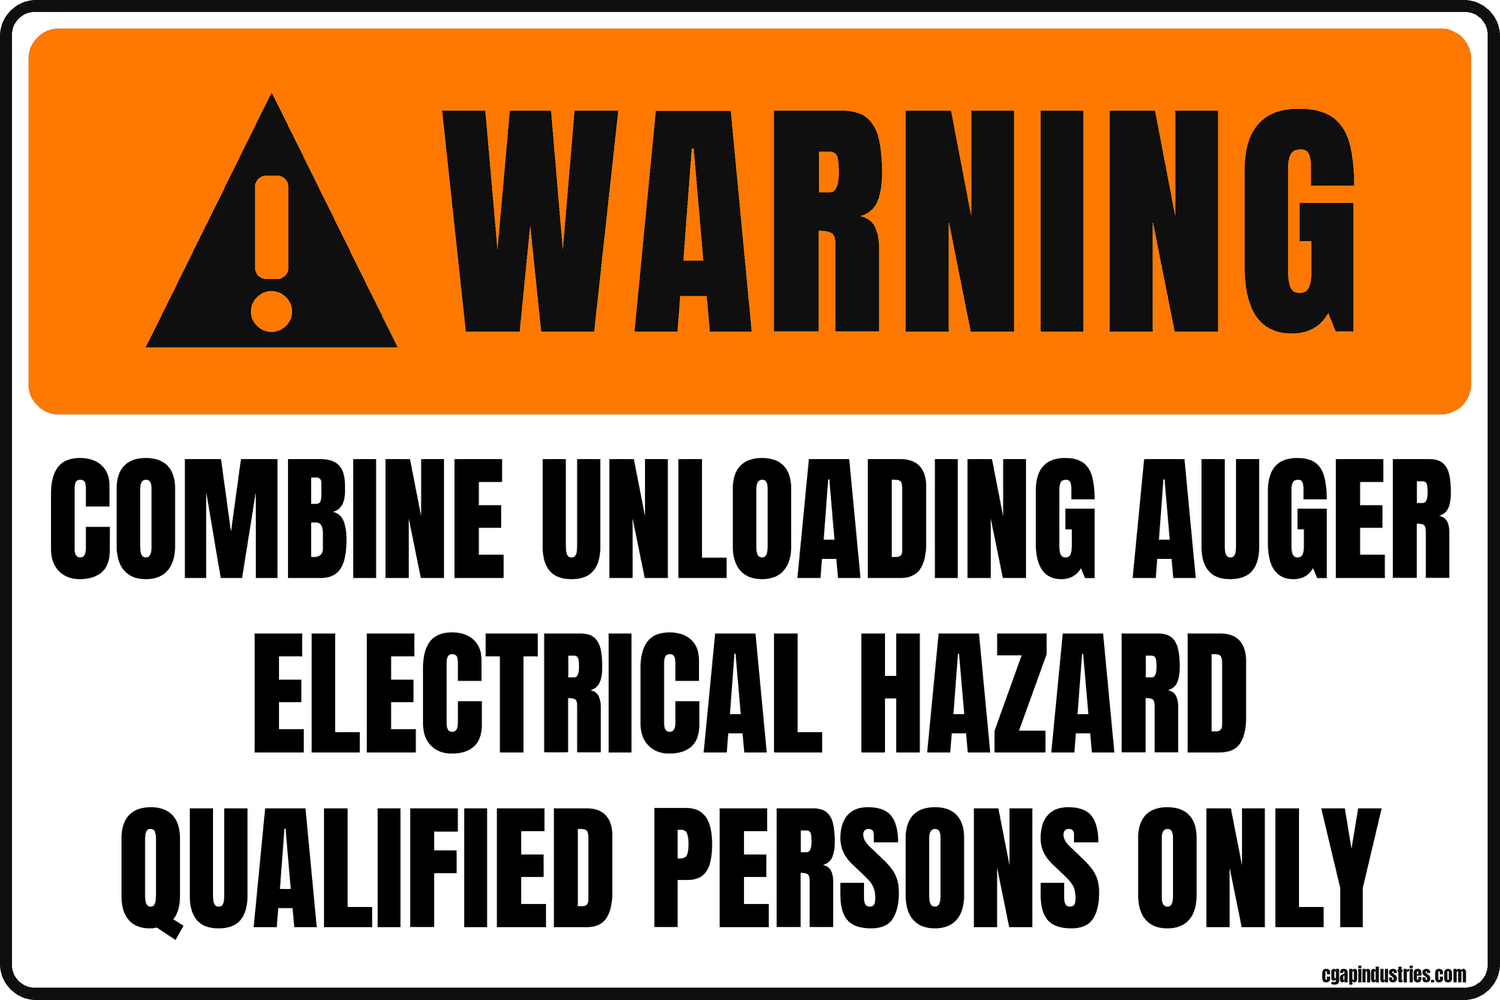 WARNING
COMBINE UNLOADING AUGER
ELECTRICAL HAZARD
QUALIFIED PERSONS ONLY
cgapindustries.com